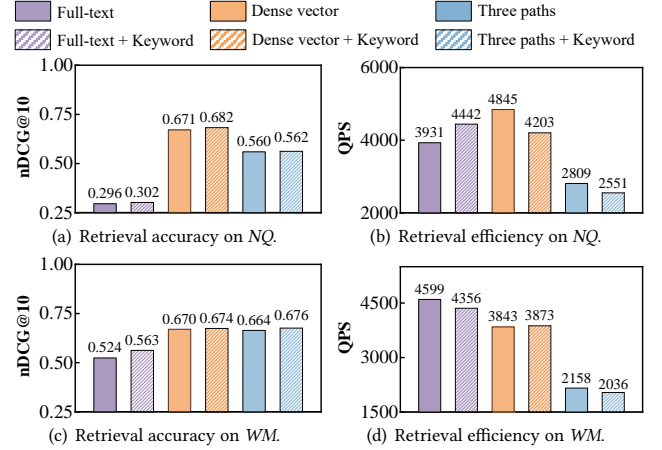 Full-text Dense vector Three paths
Full-text + Keyword Dense vector + Keyword Three paths + Keyword
nDCG@10
1.00
0.75
0.50
0.25
0.296 0.302 0.671 0.682 0.560 0.562
(a) Retrieval accuracy on NQ.
QPS
6000
4000
2000
3931 4442 4845 4203 2809 2551
(b) Retrieval efficiency on NQ.
nDCG@10
1.00
0.75
0.50
0.25
0.524 0.563 0.670 0.674 0.664 0.676
(c) Retrieval accuracy on WM.
QPS
4500
3000
1500
4599 4356 3843 3873 2158 2036
(d) Retrieval efficiency on WM.